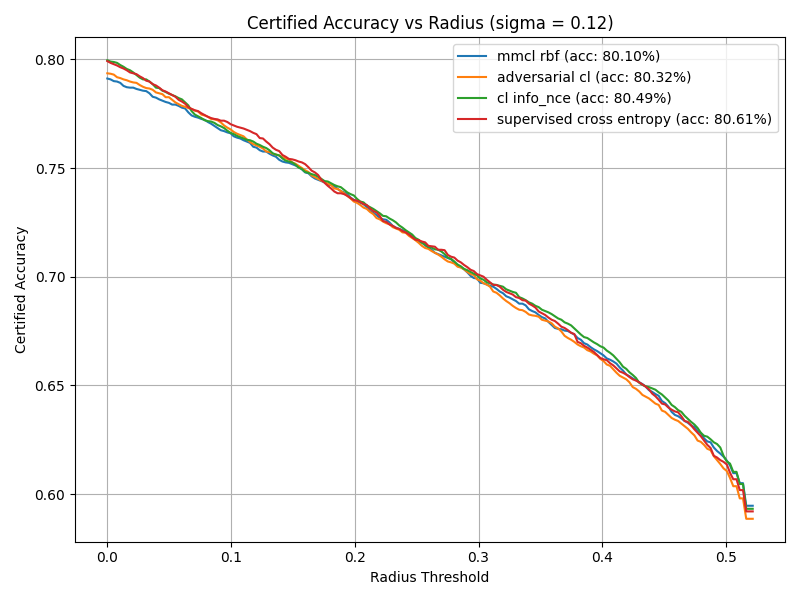 Certified Accuracy vs Radius (sigma = 0.12)
mmcl rbf (acc: 80.10%)
adversarial cl (acc: 80.32%)
cl info_nce (acc: 80.49%)
supervised cross entropy (acc: 80.61%)
Certified Accuracy
0.80
0.75
0.70
0.65
0.60
0.0 0.1 0.2 0.3 0.4 0.5
Radius Threshold